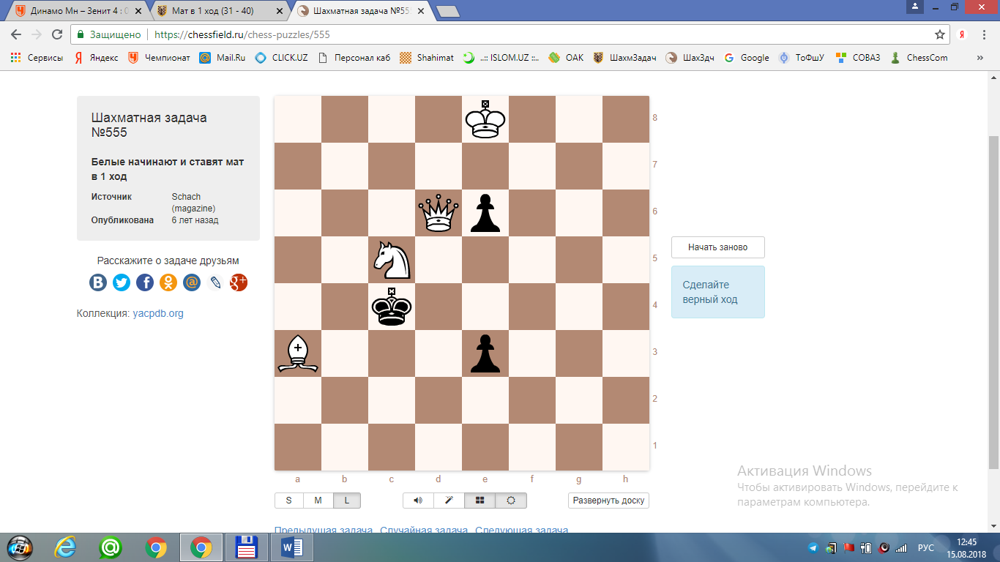 Динамо Мн – Зенит 4 : 0
Мат в 1 ход (31 - 40)
Шахматная задача №55
Защищено
https://chessfield.ru/chess-puzzles/555
Сервисы
Яндекс
Чемпионат
Mail.Ru
CLICK.UZ
Персонал каб
Shahimat
..:: ISLOM.UZ ::..
ОАК
ШахмЗадач
ШахЗдч
Google
ТоФшУ
СОВАЗ
ChessCom
»
Шахматная задача
№555
Белые начинают и ставят мат
в 1 ход
Источник
Schach
(magazine)
Опубликована
6 лет назад
Расскажите о задаче друзьям
Коллекция: yacpdb.org
8
7
6
5
4
3
2
1
a b c d e f g h
Начать заново
Сделайте
верный ход
S M L
Развернуть доску
Предыдущая задача Случайная задача Следующая задача
Активация Windows
Чтобы активировать Windows, перейдите к
параметрам компьютера.
РУС
12:45
15.08.2018